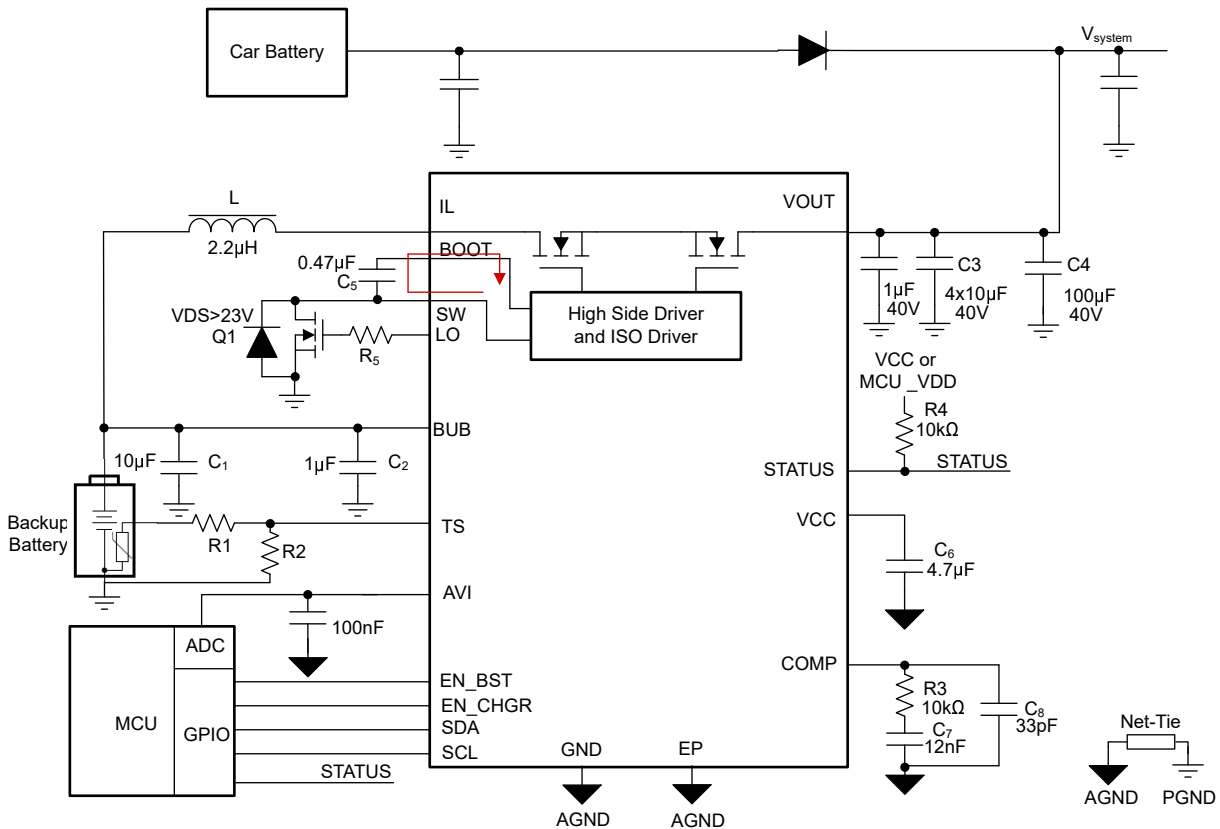 Car Battery
Vsystem
L
2.2µH
IL
VOUT
BOOT
0.47µF
C5
SW
LO
VDS>23V
Q1
R5
High Side Driver
and ISO Driver
1µF
40V
C3
4x10µF
40V
C4
100µF
40V
VCC or
MCU _VDD
R4
10kΩ
STATUS
STATUS
BUB
10µF
C1
1µF
C2
Backup
Battery
R1
R2
TS
VCC
C6
4.7µF
AVI
100nF
ADC
MCU
GPIO
EN_BST
EN_CHGR
SDA
SCL
STATUS
COMP
R3
10kΩ
C7
12nF
C8
33pF
GND
EP
AGND
AGND
Net-Tie
AGND
PGND